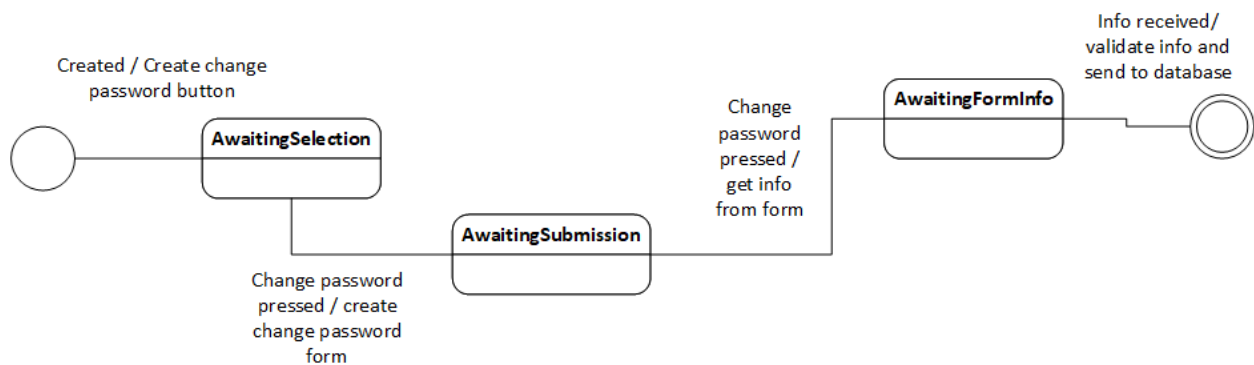 Created / Create change
password button
AwaitingSelection
Change password
pressed / create
change password
form
AwaitingSubmission
Change
password
pressed /
get info
from form
AwaitingFormInfo
Info received/
validate info and
send to database